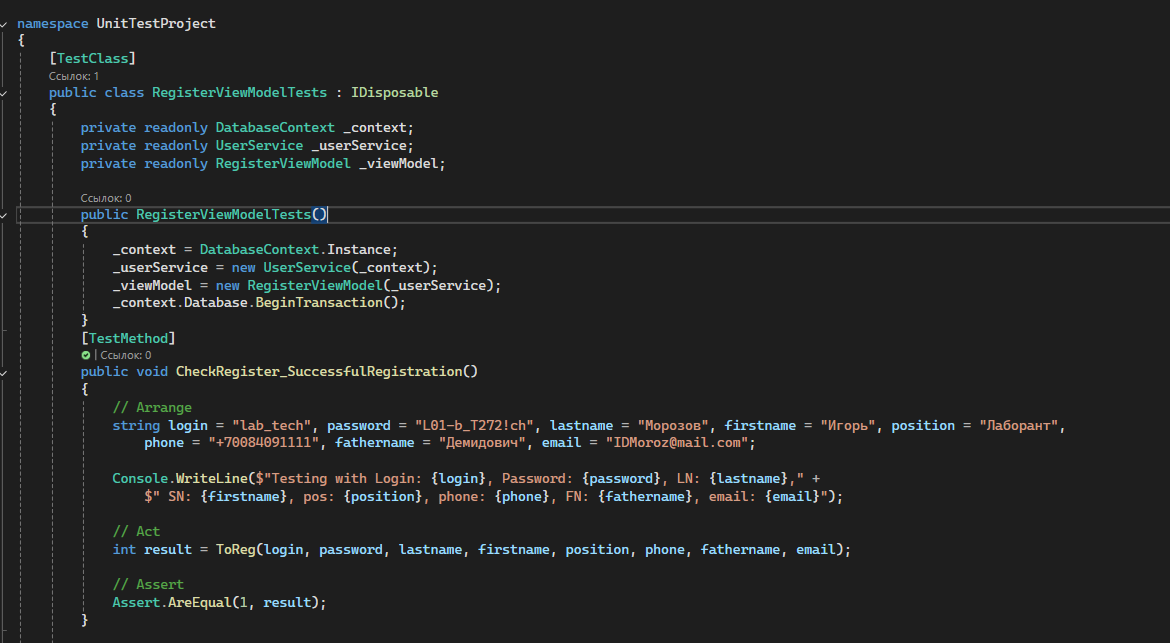 namespace UnitTestProject
{
[TestClass]
Ссылок: 1
public class RegisterViewModelTests : IDisposable
{
private readonly DatabaseContext _context;
private readonly UserService _userService;
private readonly RegisterViewModel _viewModel;
Ссылок: 0
public RegisterViewModelTests()
{
_context = DatabaseContext.Instance;
_userService = new UserService(_context);
_viewModel = new RegisterViewModel(_userService);
_context.Database.BeginTransaction();
}
[TestMethod]
| Ссылок: 0
public void CheckRegister_SuccessfulRegistration()
{
// Arrange
string login = "lab_tech", password = "L01-b_T272!ch", lastname = "Морозов", firstname = "Игорь", position = "Лаборант",
phone = "+70084091111", fathername = "Демидович", email = "IDMoroz@mail.com";
Console.WriteLine($"Testing with Login: {login}, Password: {password}, LN: {lastname}," +
$" SN: {firstname}, pos: {position}, phone: {phone}, FN: {fathername}, email: {email}");
// Act
int result = ToReg(login, password, lastname, firstname, position, phone, fathername, email);
// Assert
Assert.AreEqual(1, result);
}